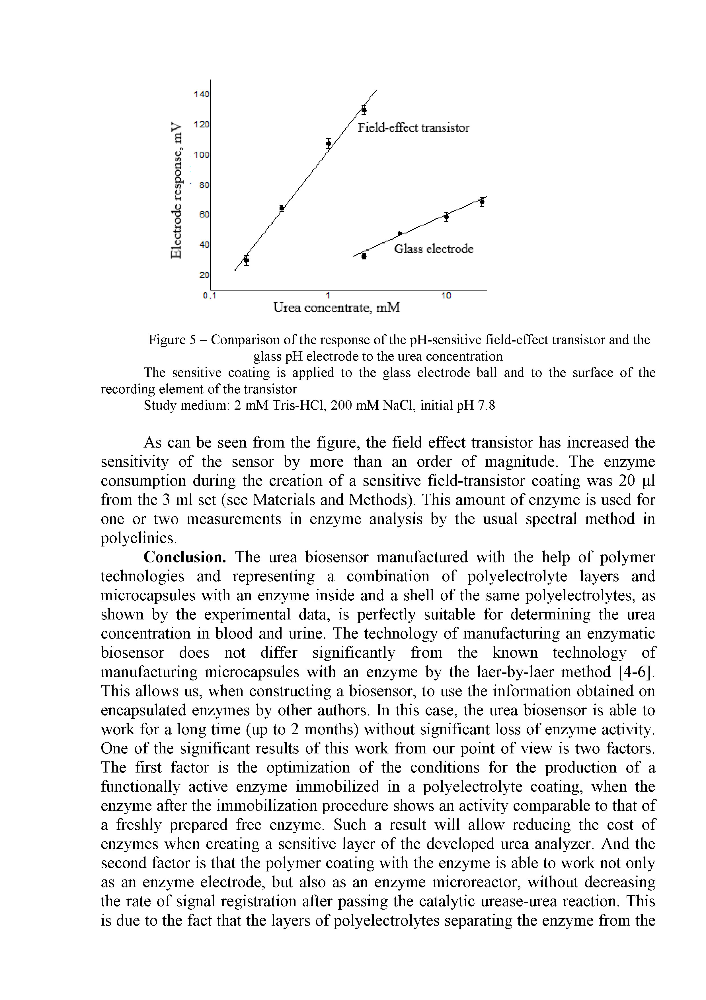 140
120
100
80
60
40
20
Electrode response, mV
Field-effect transistor
Glass electrode
0,1 1 10
Urea concentrate, mM
Figure 5 – Comparison of the response of the pH-sensitive field-effect transistor and the
glass pH electrode to the urea concentration
The sensitive coating is applied to the glass electrode ball and to the surface of the
recording element of the transistor
Study medium: 2 mM Tris-HCl, 200 mM NaCl, initial pH 7.8
As can be seen from the figure, the field effect transistor has increased the
sensitivity of the sensor by more than an order of magnitude. The enzyme
consumption during the creation of a sensitive field-transistor coating was 20 µl
from the 3 ml set (see Materials and Methods). This amount of enzyme is used for
one or two measurements in enzyme analysis by the usual spectral method in
polyclinics.
Conclusion. The urea biosensor manufactured with the help of polymer
technologies and representing a combination of polyelectrolyte layers and
microcapsules with an enzyme inside and a shell of the same polyelectrolytes, as
shown by the experimental data, is perfectly suitable for determining the urea
concentration in blood and urine. The technology of manufacturing an enzymatic
biosensor does not differ significantly from the known technology of
manufacturing microcapsules with an enzyme by the laer-by-laer method [4-6].
This allows us, when constructing a biosensor, to use the information obtained on
encapsulated enzymes by other authors. In this case, the urea biosensor is able to
work for a long time (up to 2 months) without significant loss of enzyme activity.
One of the significant results of this work from our point of view is two factors.
The first factor is the optimization of the conditions for the production of a
functionally active enzyme immobilized in a polyelectrolyte coating, when the
enzyme after the immobilization procedure shows an activity comparable to that of
a freshly prepared free enzyme. Such a result will allow reducing the cost of
enzymes when creating a sensitive layer of the developed urea analyzer. And the
second factor is that the polymer coating with the enzyme is able to work not only
as an enzyme electrode, but also as an enzyme microreactor, without decreasing
the rate of signal registration after passing the catalytic urease-urea reaction. This
is due to the fact that the layers of polyelectrolytes separating the enzyme from the